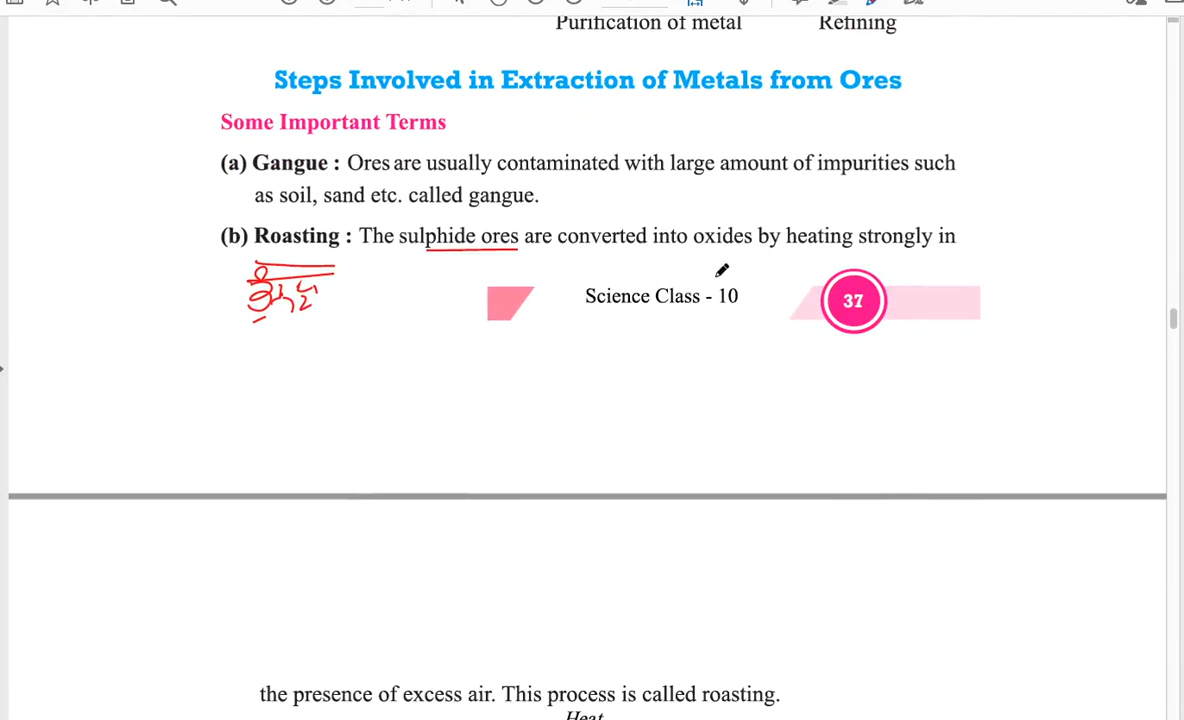 Purification of metal Refining
Steps Involved in Extraction of Metals from Ores
Some Important Terms
(a) Gangue : Ores are usually contaminated with large amount of impurities such
as soil, sand etc. called gangue.
(b) Roasting : The sulphide ores are converted into oxides by heating strongly in
Science Class - 10 37
the presence of excess air. This process is called roasting.
Heat